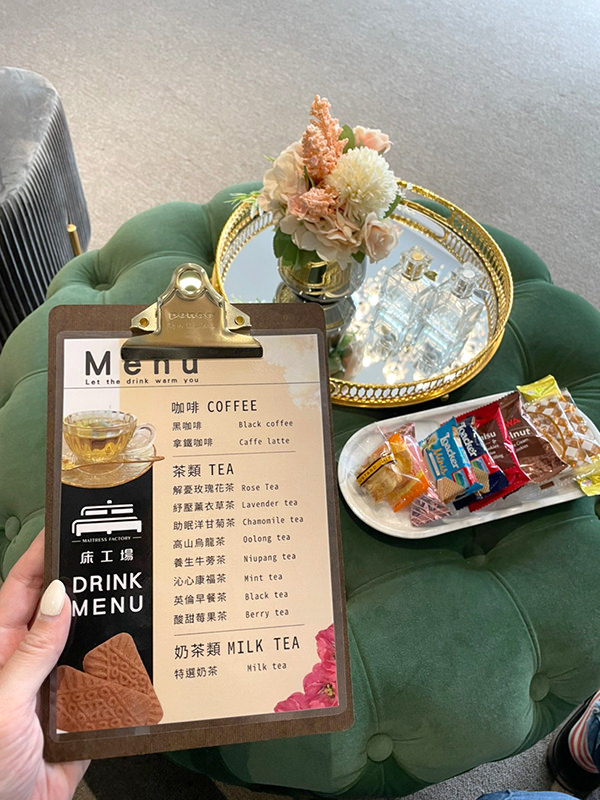 power
Menu
Let the drink warm you
咖啡 COFFEE
黑咖啡 Black coffee
拿鐵咖啡 Caffe latte
茶類 TEA
解憂玫瑰花茶 Rose Tea
紓壓薰衣草茶 Lavender tea
助眠洋甘菊茶 Chamomile tea
高山烏龍茶 Oolong tea
養生牛蒡茶 Niupang tea
沁心康福茶 Mint tea
英倫早餐茶 Black tea
酸甜莓果茶 Berry tea
奶茶類 MILK TEA
特選奶茶 Milk tea
MATTRESS FACTORY
床工場
DRINK
MENU
Loacker
Minis
Loacker